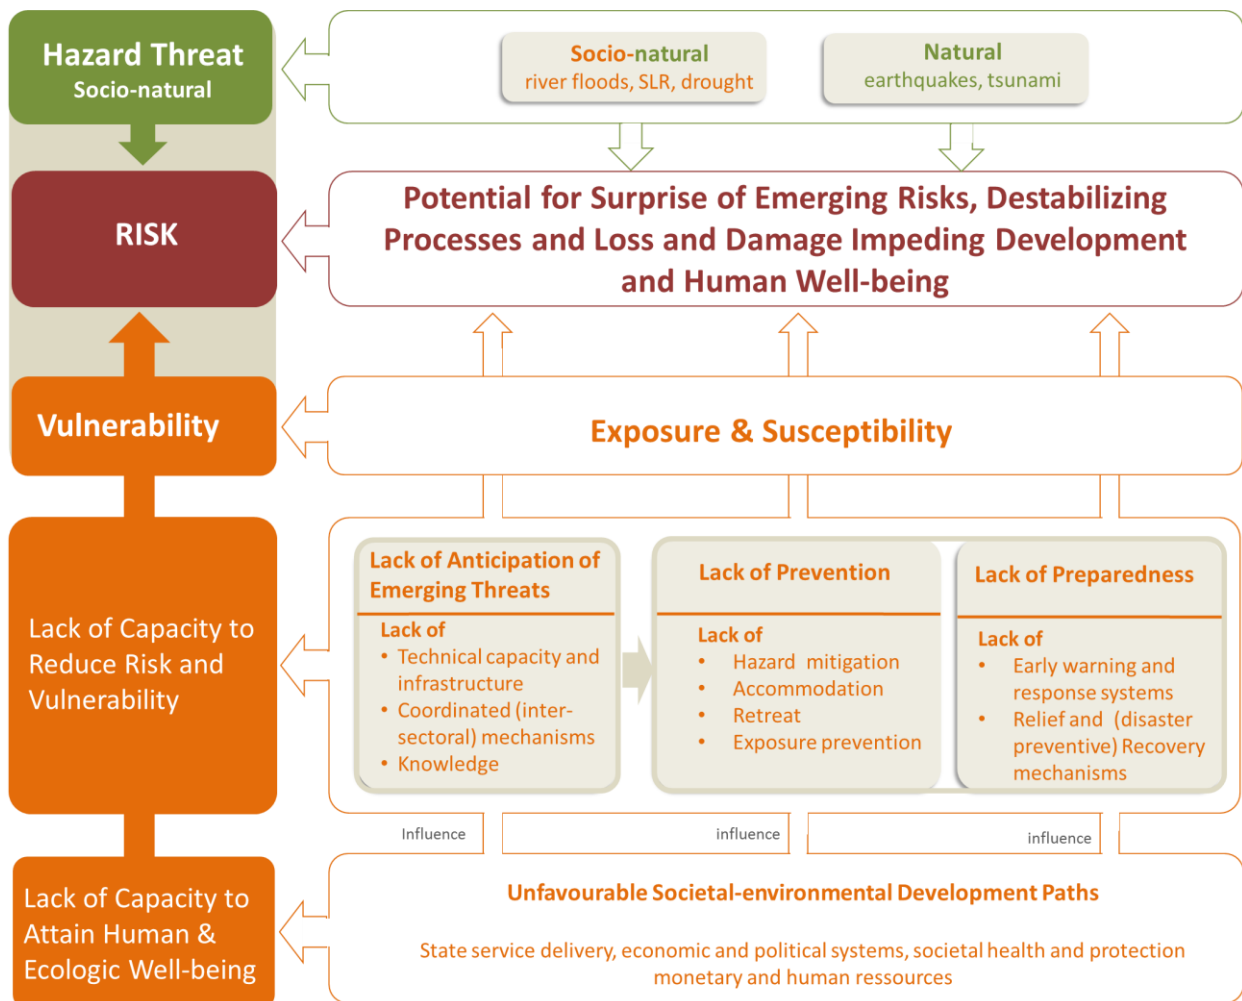 Hazard Threat
Socio-natural
Socio-natural
river floods, SLR, drought
Natural
earthquakes, tsunami
RISK
Potential for Surprise of Emerging Risks, Destabilizing
Processes and Loss and Damage Impeding Development
and Human Well-being
Vulnerability
Exposure & Susceptibility
Lack of Capacity to
Reduce Risk and
Vulnerability
Lack of Anticipation of
Emerging Threats
Lack of
• Technical capacity and
infrastructure
• Coordinated (inter-
sectoral) mechanisms
• Knowledge
Lack of Prevention
Lack of
• Hazard mitigation
• Accommodation
• Retreat
• Exposure prevention
Lack of Preparedness
Lack of
• Early warning and
response systems
• Relief and (disaster
preventive) Recovery
mechanisms
Influence
influence
influence
Lack of Capacity to
Attain Human &
Ecologic Well-being
Unfavourable Societal-environmental Development Paths
State service delivery, economic and political systems, societal health and protection
monetary and human ressources